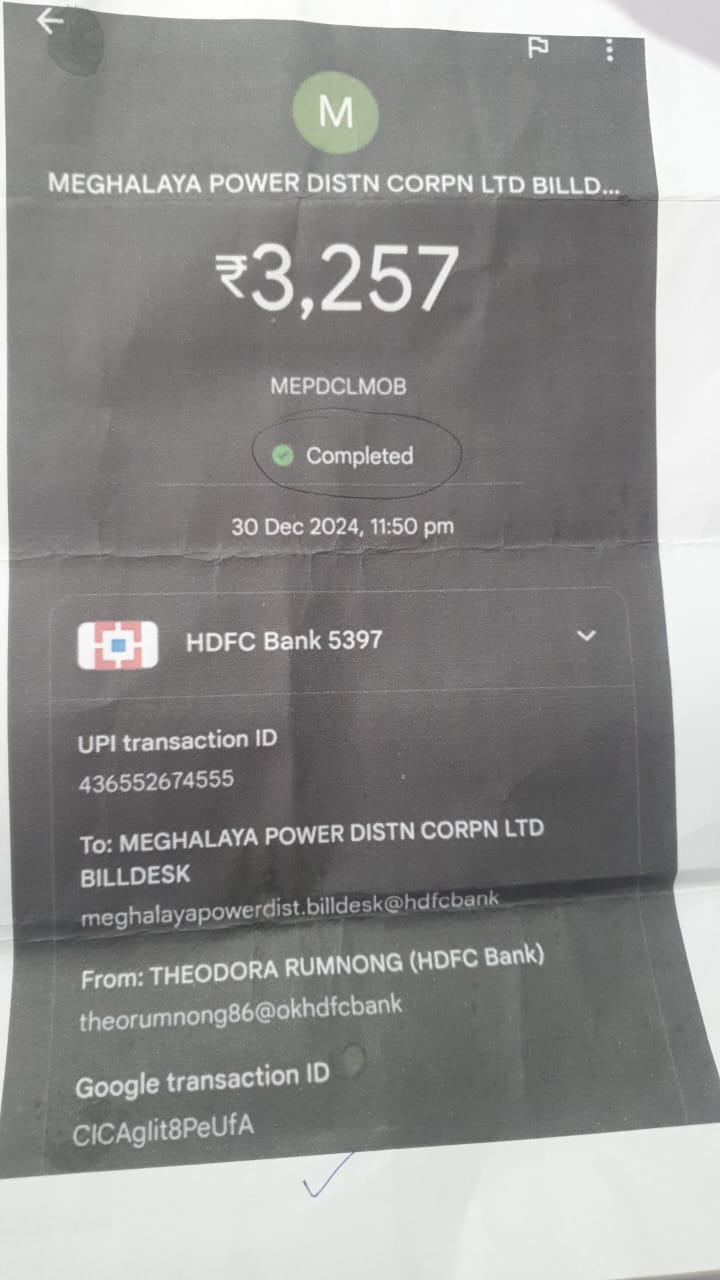 M
MEGHALAYA POWER DISTN CORPN LTD BILLD...
₹3,257
MEPDCLMOB
Completed
30 Dec 2024, 11:50 pm
HDFC Bank 5397
UPI transaction ID
436552674555
To: MEGHALAYA POWER DISTN CORPN LTD
BILLDESK
meghalayapowerdist.billdesk@hdfcbank
From: THEODORA RUMNONG (HDFC Bank)
theorumnong86@okhdfcbank
Google transaction ID
CICAgIit8PeUfA